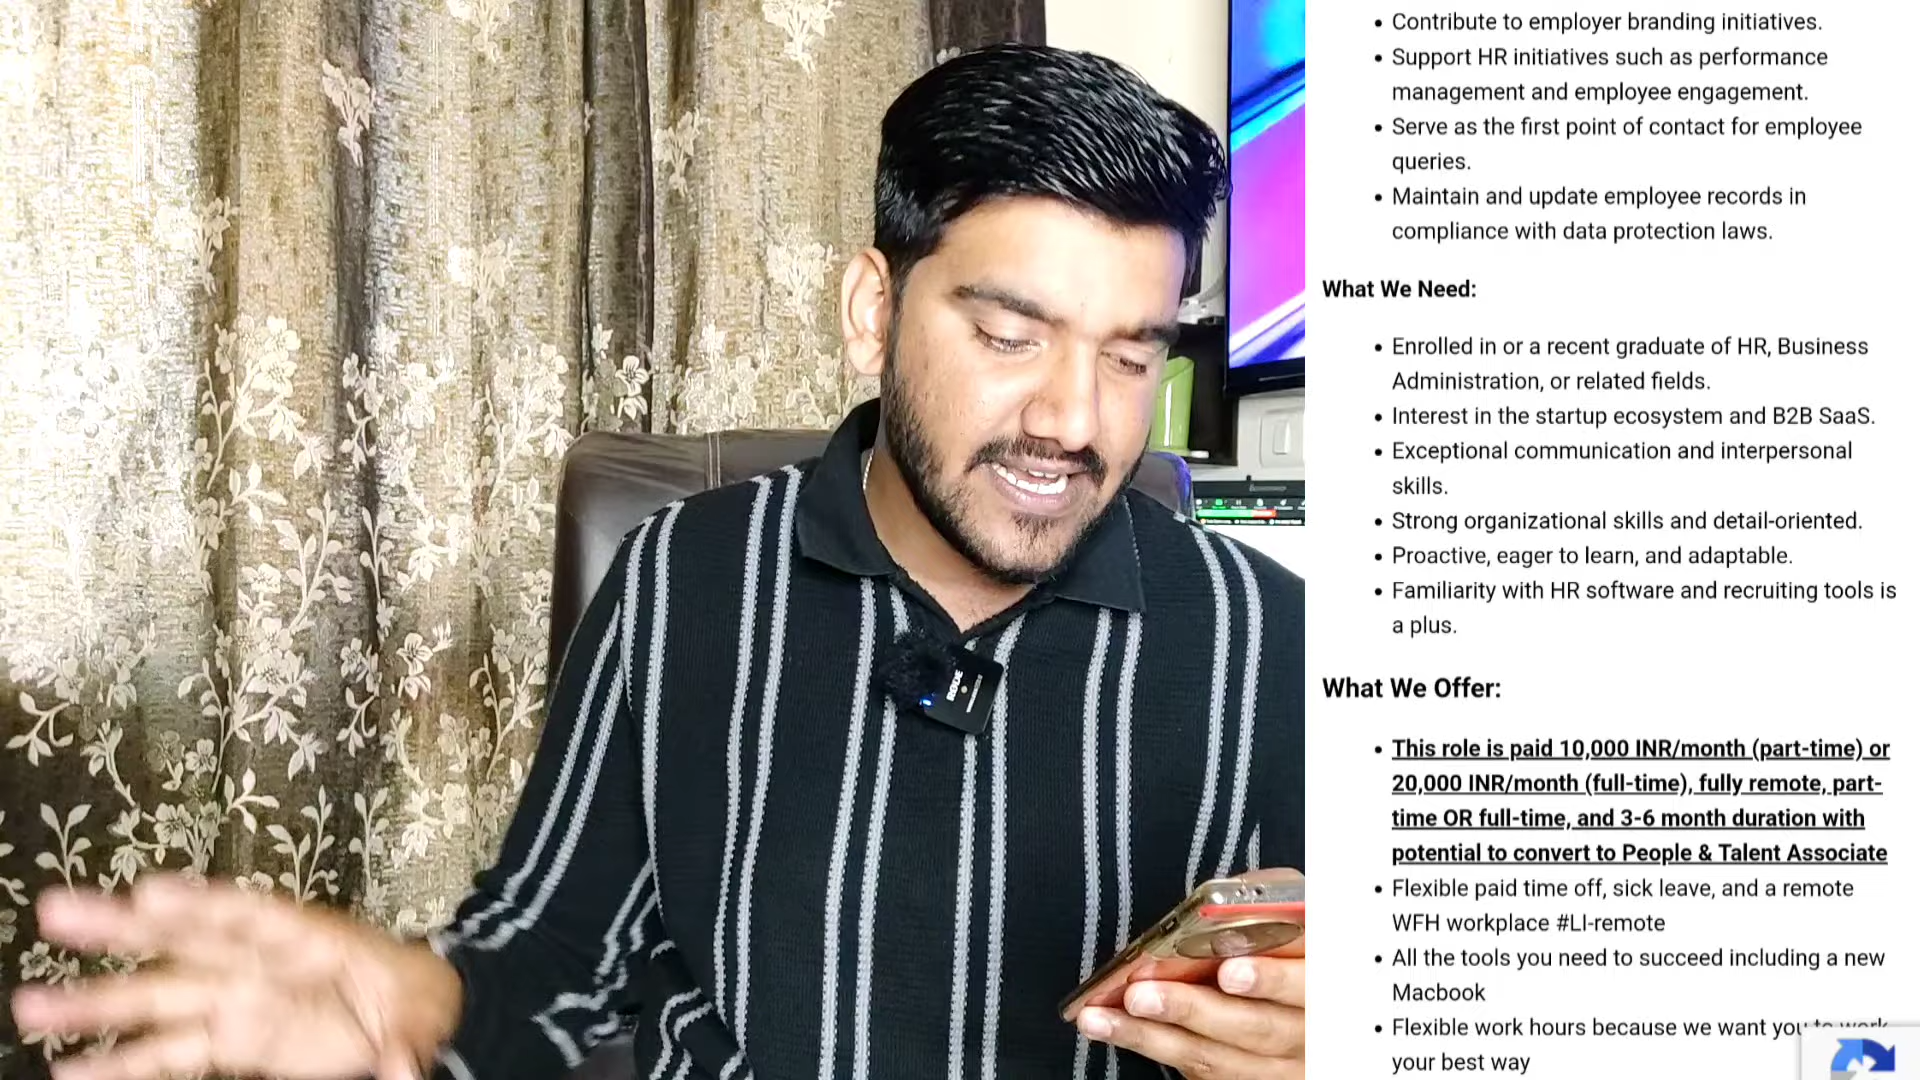 Contribute to employer branding initiatives.
Support HR initiatives such as performance
management and employee engagement.
Serve as the first point of contact for employee
queries.
Maintain and update employee records in
compliance with data protection laws.
What We Need:
Enrolled in or a recent graduate of HR, Business
Administration, or related fields.
Interest in the startup ecosystem and B2B SaaS.
Exceptional communication and interpersonal
skills.
Strong organizational skills and detail-oriented.
Proactive, eager to learn, and adaptable.
Familiarity with HR software and recruiting tools is
a plus.
What We Offer:
This role is paid 10,000 INR/month (part-time) or
20,000 INR/month (full-time), fully remote, part-
time OR full-time, and 3-6 month duration with
potential to convert to People & Talent Associate
Flexible paid time off, sick leave, and a remote
WFH workplace #LI-remote
All the tools you need to succeed including a new
Macbook
Flexible work hours because we want you to work
your best way
RØDE